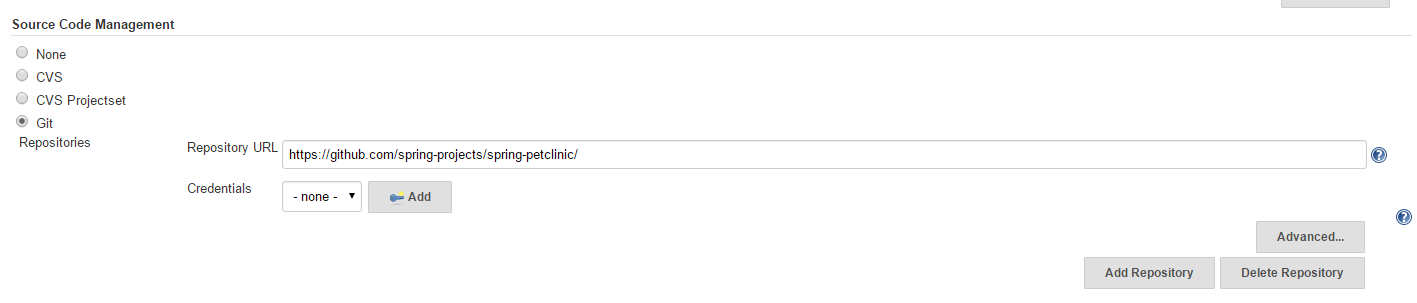 Source Code Management
None
CVS
CVS Projectset
Git
Repositories
Repository URL
https://github.com/spring-projects/spring-petclinic/
?
Credentials
- none -
Add
?
Advanced...
Add Repository
Delete Repository